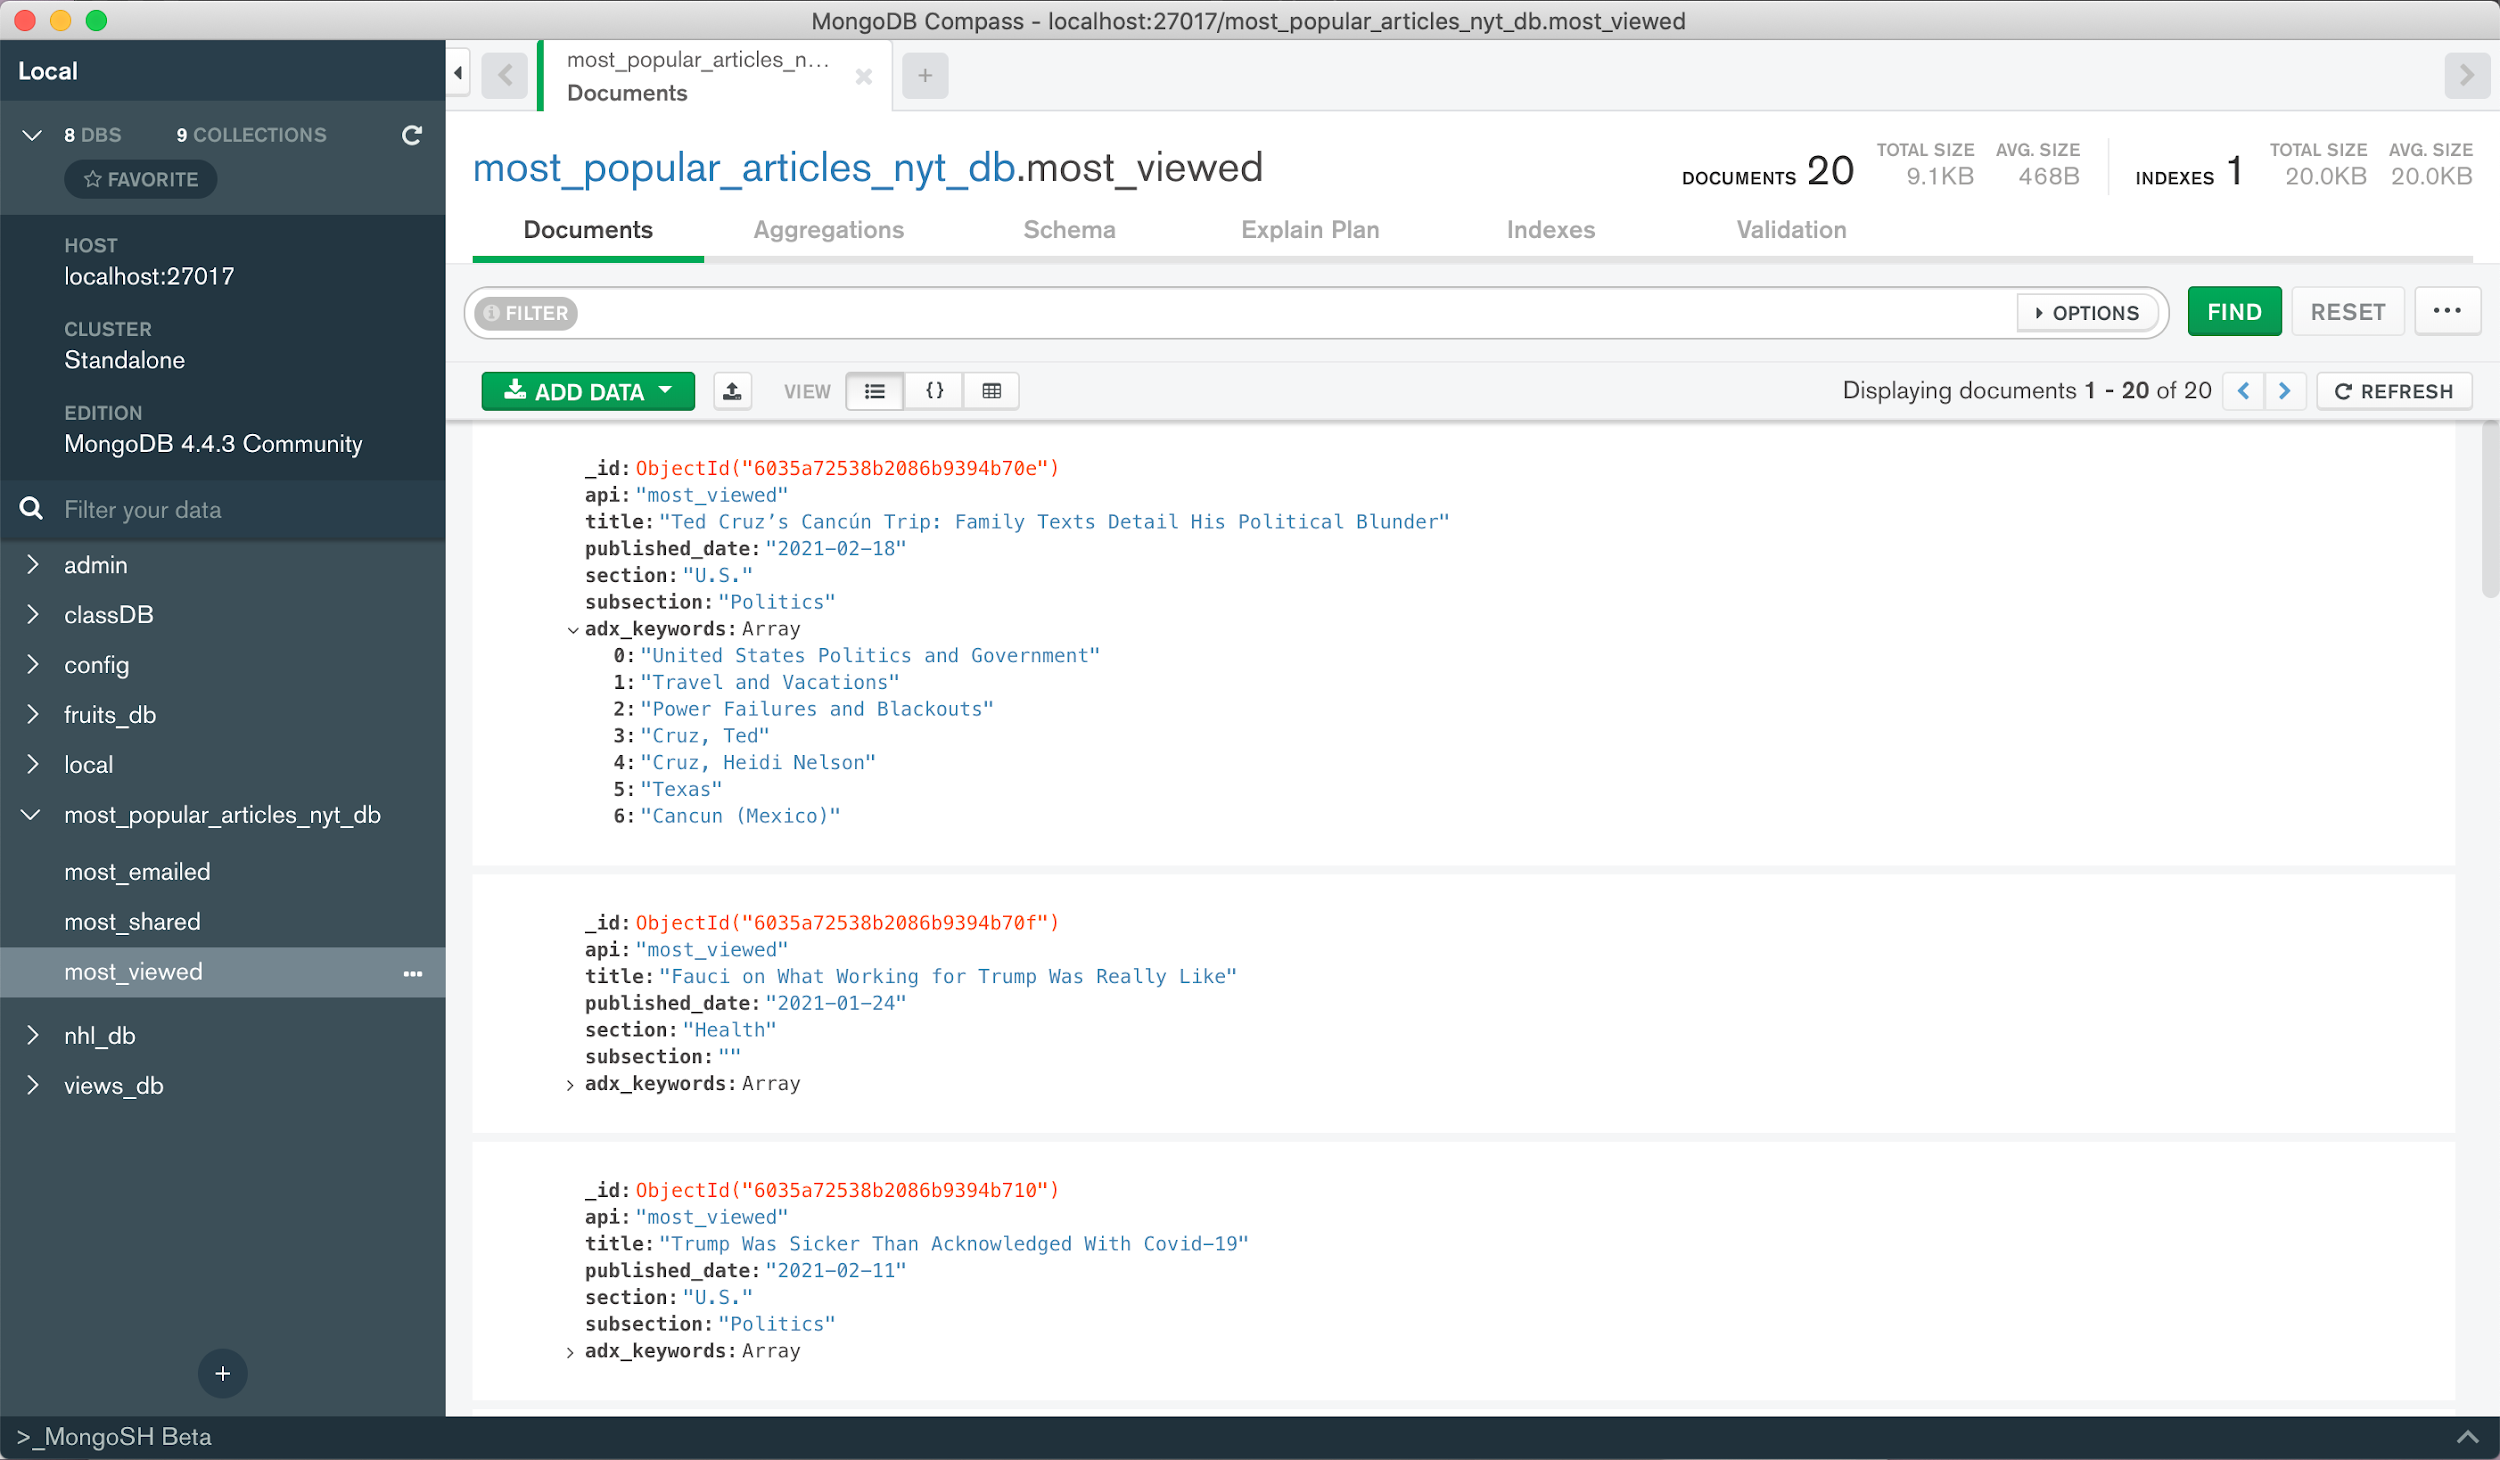 MongoDB Compass - localhost:27017/most_popular_articles_nyt_db.most_viewed
Local
8 DBS 9 COLLECTIONS
FAVORITE
HOST
localhost:27017
CLUSTER
Standalone
EDITION
MongoDB 4.4.3 Community
Filter your data
admin
classDB
config
fruits_db
local
most_popular_articles_nyt_db
most_emailed
most_shared
most_viewed
nhl_db
views_db
most_popular_articles_n...
Documents
most_popular_articles_nyt_db.most_viewed
DOCUMENTS 20 TOTAL SIZE 9.1KB AVG. SIZE 468B INDEXES 1 TOTAL SIZE 20.0KB AVG. SIZE 20.0KB
Documents Aggregations Schema Explain Plan Indexes Validation
FILTER OPTIONS FIND RESET
ADD DATA VIEW {} Displaying documents 1 - 20 of 20 REFRESH
_id: ObjectId("6035a72538b2086b9394b70e")
api: "most_viewed"
title: "Ted Cruz’s Cancún Trip: Family Texts Detail His Political Blunder"
published_date: "2021-02-18"
section: "U.S."
subsection: "Politics"
adx_keywords: Array
0: "United States Politics and Government"
1: "Travel and Vacations"
2: "Power Failures and Blackouts"
3: "Cruz, Ted"
4: "Cruz, Heidi Nelson"
5: "Texas"
6: "Cancun (Mexico)"
_id: ObjectId("6035a72538b2086b9394b70f")
api: "most_viewed"
title: "Fauci on What Working for Trump Was Really Like"
published_date: "2021-01-24"
section: "Health"
subsection: ""
adx_keywords: Array
_id: ObjectId("6035a72538b2086b9394b710")
api: "most_viewed"
title: "Trump Was Sicker Than Acknowledged With Covid-19"
published_date: "2021-02-11"
section: "U.S."
subsection: "Politics"
adx_keywords: Array
>_MongoSH Beta